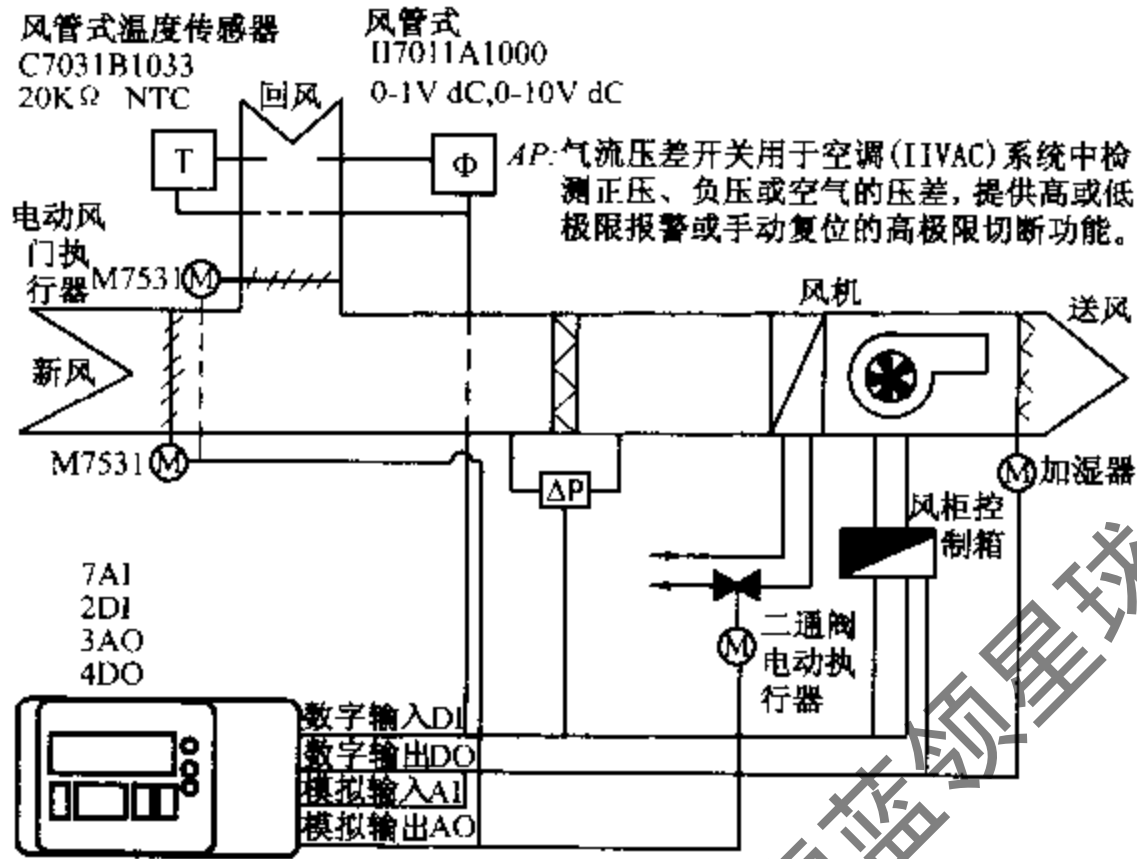 风管式温度传感器
C7031B1033
20KΩ NTC
风管式
H7011A1000
0-1V dC,0-10V dC
回风
T
Φ
AP:气流压差开关用于空调(IIVAC)系统中检
测正压、负压或空气的压差,提供高或低
极限报警或手动复位的高极限切断功能。
电动风
门执
行器
M7531
M
风机
送风
新风
M7531
M
ΔP
M
加湿器
风柜控
制箱
7AI
2DI
3AO
4DO
M
二通阀
电动执
行器
数字输入DI
数字输出DO
模拟输入AI
模拟输出AO
蓝领星球